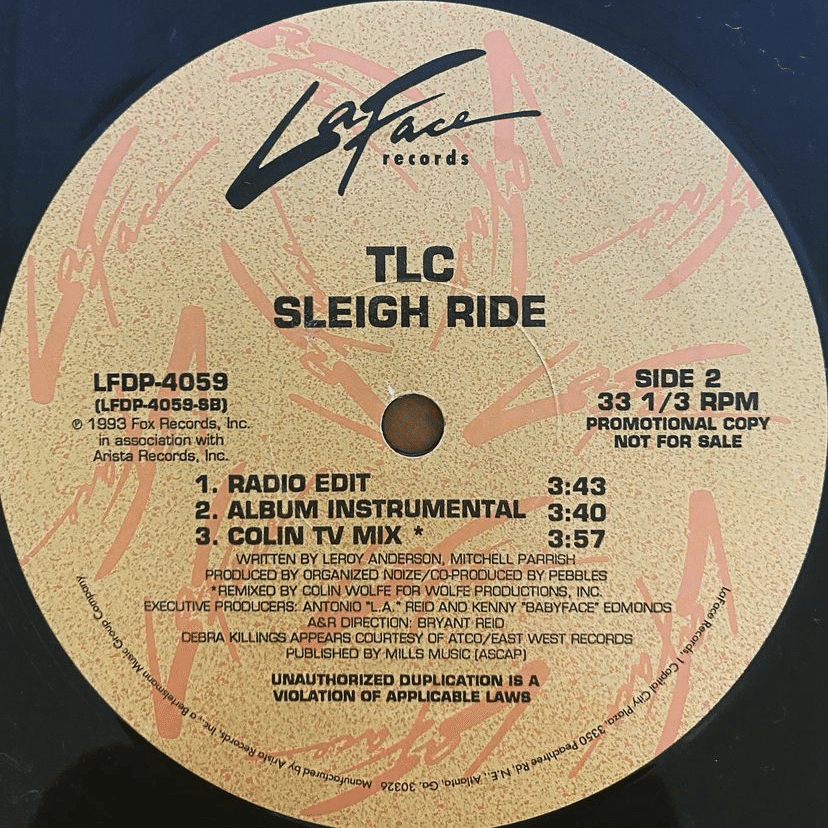 LaFace
records
TLC
SLEIGH RIDE
LFDP-4059
(LFDP-4059-SB)
℗ 1993 Fox Records, Inc.
in association with
Arista Records, Inc.
SIDE 2
33 1/3 RPM
PROMOTIONAL COPY
NOT FOR SALE
1. RADIO EDIT 3:43
2. ALBUM INSTRUMENTAL 3:40
3. COLIN TV MIX * 3:57
WRITTEN BY LEROY ANDERSON, MITCHELL PARRISH
PRODUCED BY ORGANIZED NOIZE/CO-PRODUCED BY PEBBLES
*REMIXED BY COLIN WOLFE FOR WOLFE PRODUCTIONS, INC.
EXECUTIVE PRODUCERS: ANTONIO "L.A." REID AND KENNY "BABYFACE" EDMONDS
A&R DIRECTION: BRYANT REID
DEBRA KILLINGS APPEARS COURTESY OF ATCO/EAST WEST RECORDS
PUBLISHED BY MILLS MUSIC (ASCAP)
UNAUTHORIZED DUPLICATION IS A
VIOLATION OF APPLICABLE LAWS
LaFace Records, 1 Capitol City Plaza, 3350 Peachtree Rd. N.E., Atlanta, Ga. 30326
Manufactured by Arista Records, Inc., a Bertelsmann Music Group Company